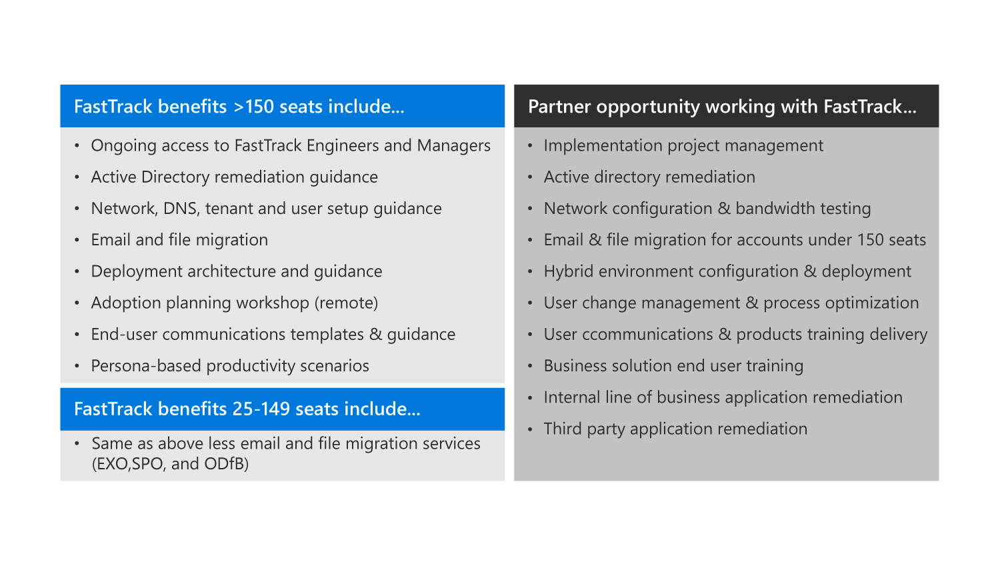 FastTrack benefits >150 seats include...
• Ongoing access to FastTrack Engineers and Managers
• Active Directory remediation guidance
• Network, DNS, tenant and user setup guidance
• Email and file migration
• Deployment architecture and guidance
• Adoption planning workshop (remote)
• End-user communications templates & guidance
• Persona-based productivity scenarios
FastTrack benefits 25-149 seats include...
• Same as above less email and file migration services
(EXO,SPO, and ODfB)
Partner opportunity working with FastTrack...
• Implementation project management
• Active directory remediation
• Network configuration & bandwidth testing
• Email & file migration for accounts under 150 seats
• Hybrid environment configuration & deployment
• User change management & process optimization
• User ccommunications & products training delivery
• Business solution end user training
• Internal line of business application remediation
• Third party application remediation